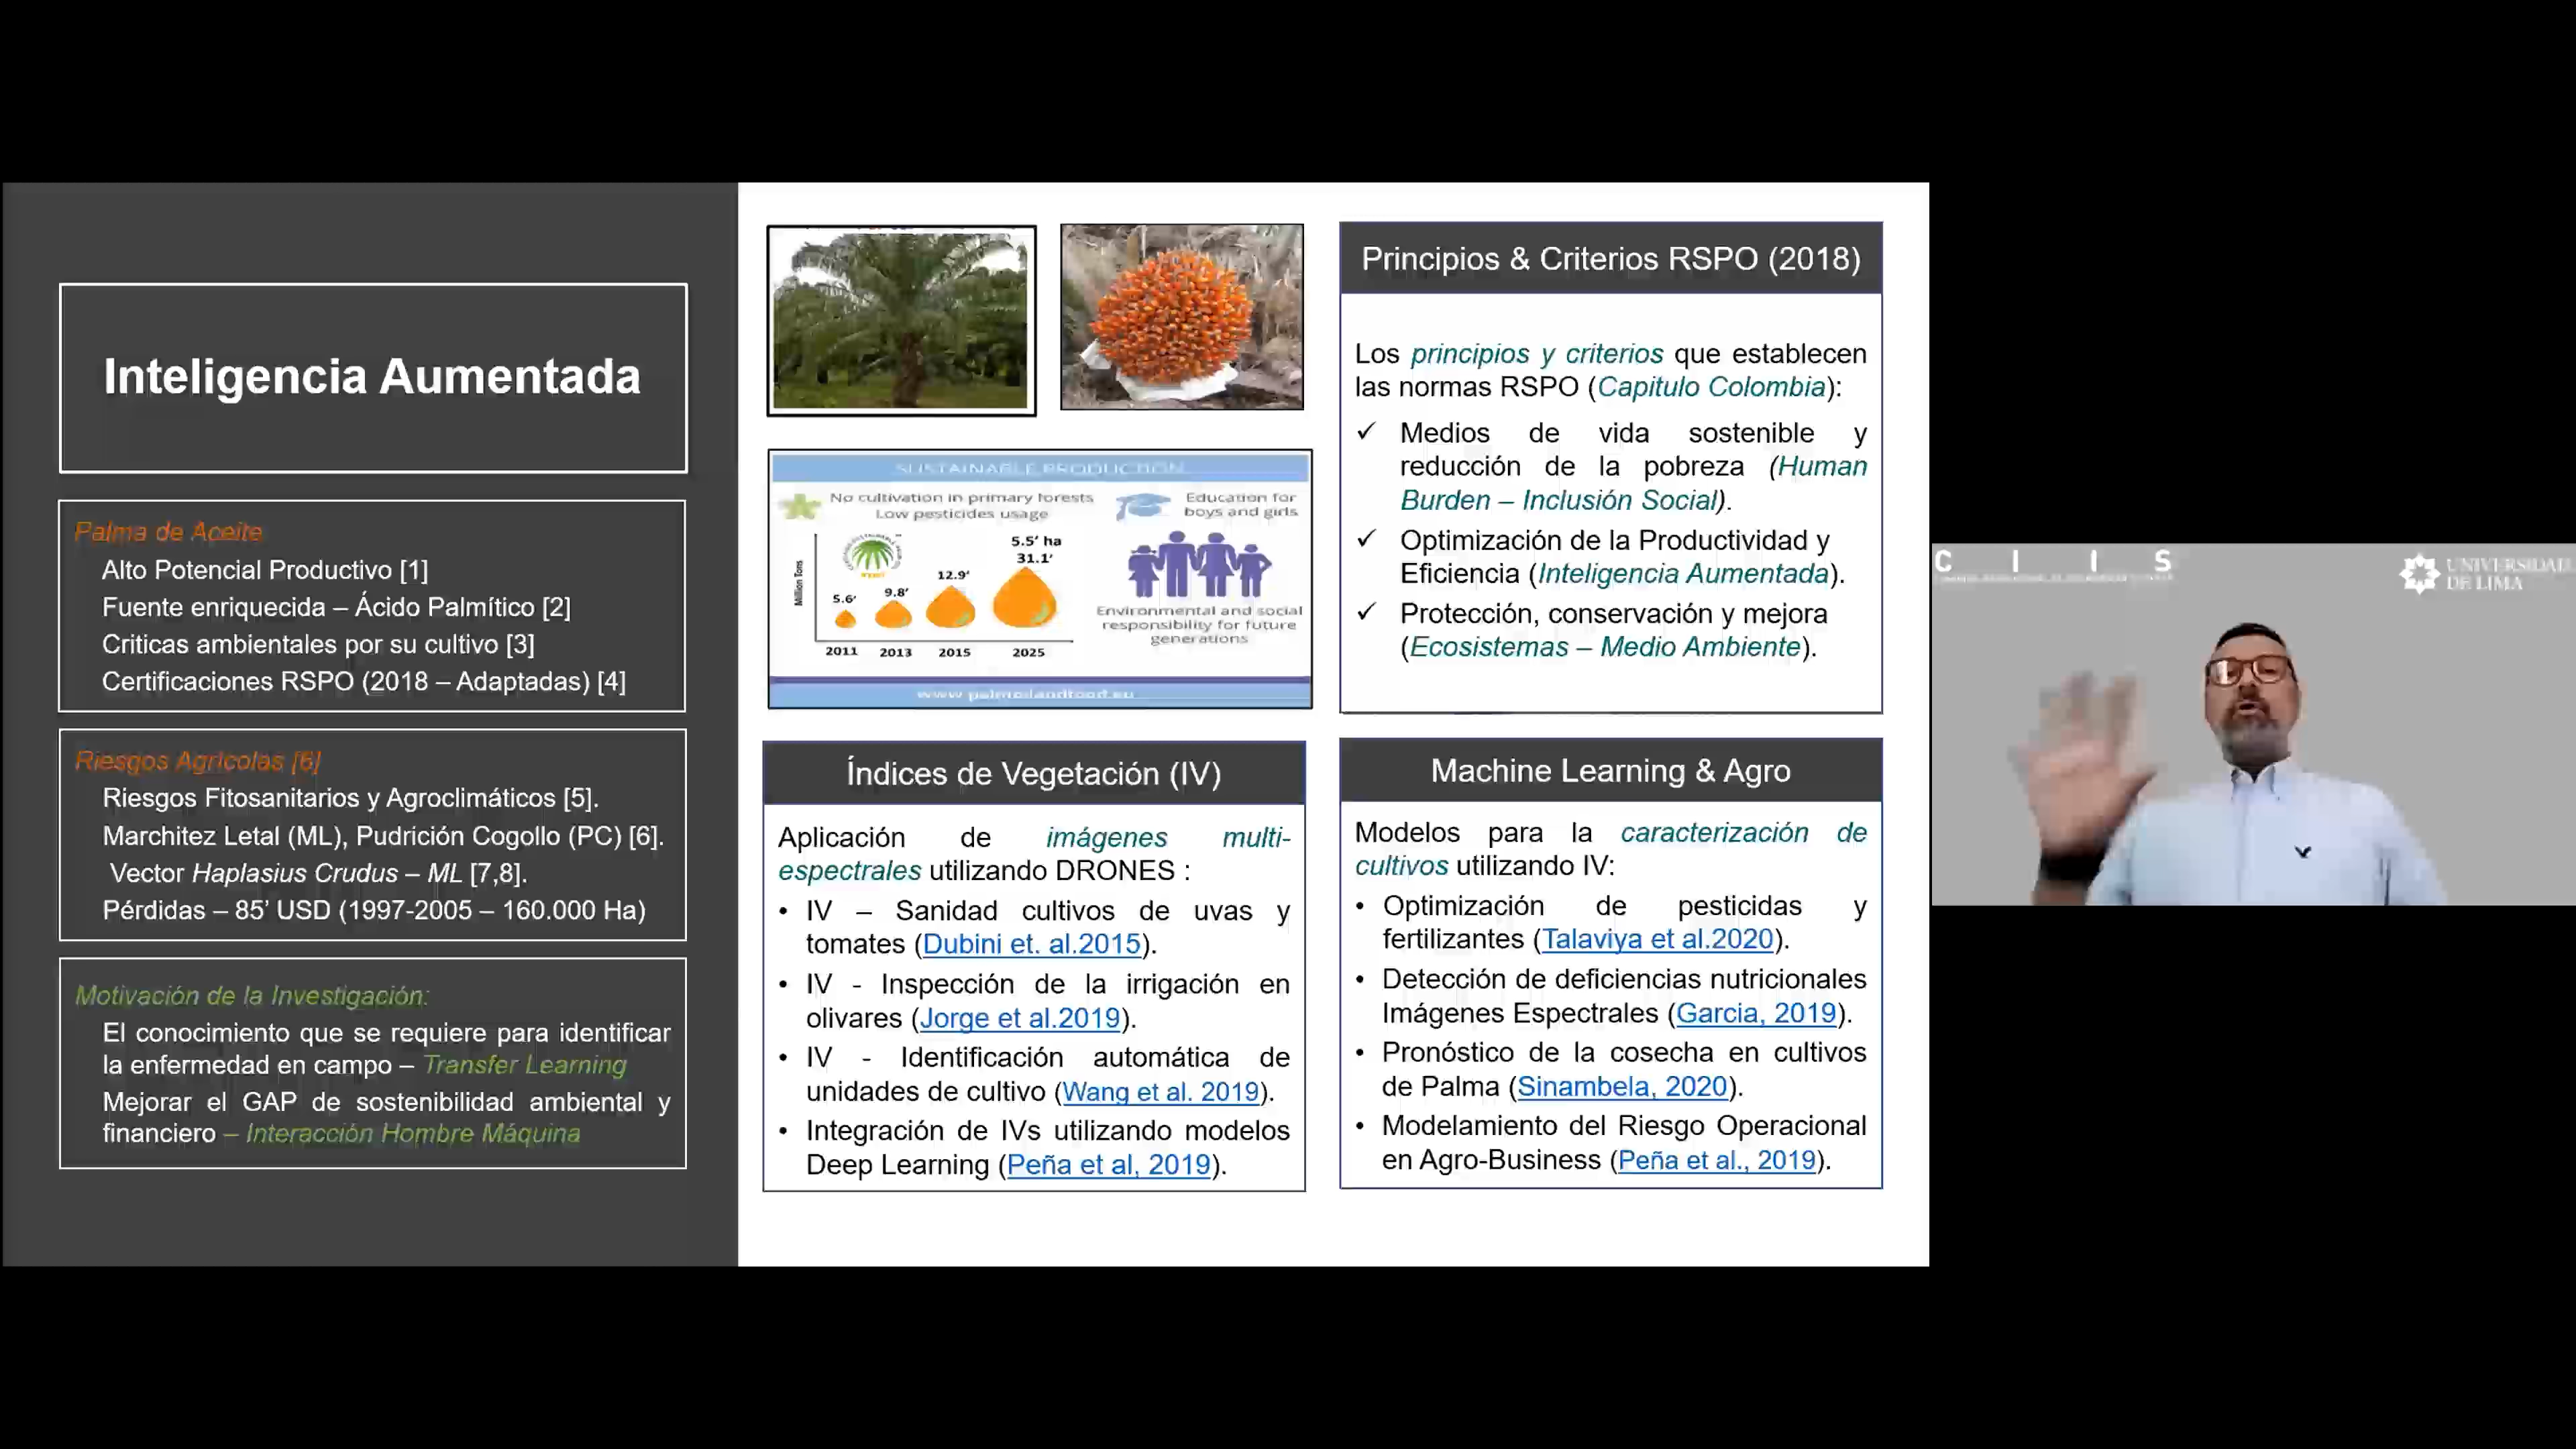 Inteligencia Aumentada
Palma de Aceite
Alto Potencial Productivo [1]
Fuente enriquecida – Ácido Palmítico [2]
Criticas ambientales por su cultivo [3]
Certificaciones RSPO (2018 – Adaptadas) [4]
Riesgos Agrícolas [6]
Riesgos Fitosanitarios y Agroclimáticos [5].
Marchitez Letal (ML), Pudrición Cogollo (PC) [6].
Vector Haplasius Crudus – ML [7,8].
Pérdidas – 85’ USD (1997-2005 – 160.000 Ha)
Motivación de la Investigación:
El conocimiento que se requiere para identificar
la enfermedad en campo – Transfer Learning
Mejorar el GAP de sostenibilidad ambiental y
financiero – Interacción Hombre Máquina
SUSTAINABLE PRODUCTION
No cultivation in primary forests
Low pesticides usage
Education for
boys and girls
Million Tons
5.6'
9.8'
12.9'
5.5' ha
31.1'
2011
2013
2015
2025
Environmental and social
responsibility for future
generations
www.palmoilandfood.eu
Principios & Criterios RSPO (2018)
Los principios y criterios que establecen
las normas RSPO (Capitulo Colombia):
✓ Medios de vida sostenible y
reducción de la pobreza (Human
Burden – Inclusión Social).
✓ Optimización de la Productividad y
Eficiencia (Inteligencia Aumentada).
✓ Protección, conservación y mejora
(Ecosistemas – Medio Ambiente).
Índices de Vegetación (IV)
Aplicación de imágenes multi-
espectrales utilizando DRONES :
• IV – Sanidad cultivos de uvas y
tomates (Dubini et. al.2015).
• IV - Inspección de la irrigación en
olivares (Jorge et al.2019).
• IV - Identificación automática de
unidades de cultivo (Wang et al. 2019).
• Integración de IVs utilizando modelos
Deep Learning (Peña et al, 2019).
Machine Learning & Agro
Modelos para la caracterización de
cultivos utilizando IV:
• Optimización de pesticidas y
fertilizantes (Talaviya et al.2020).
• Detección de deficiencias nutricionales
Imágenes Espectrales (Garcia, 2019).
• Pronóstico de la cosecha en cultivos
de Palma (Sinambela, 2020).
• Modelamiento del Riesgo Operacional
en Agro-Business (Peña et al., 2019).
C I I S
UNIVERSIDAD
DE LIMA